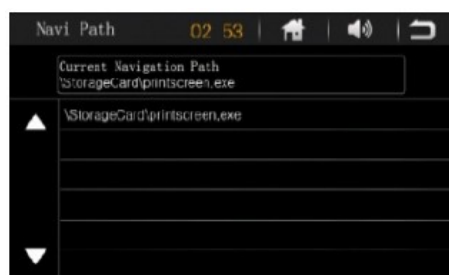 Navi Path 02 53
Current Navigation Path
\StorageCard\printscreen.exe
\StorageCard\printscreen.exe